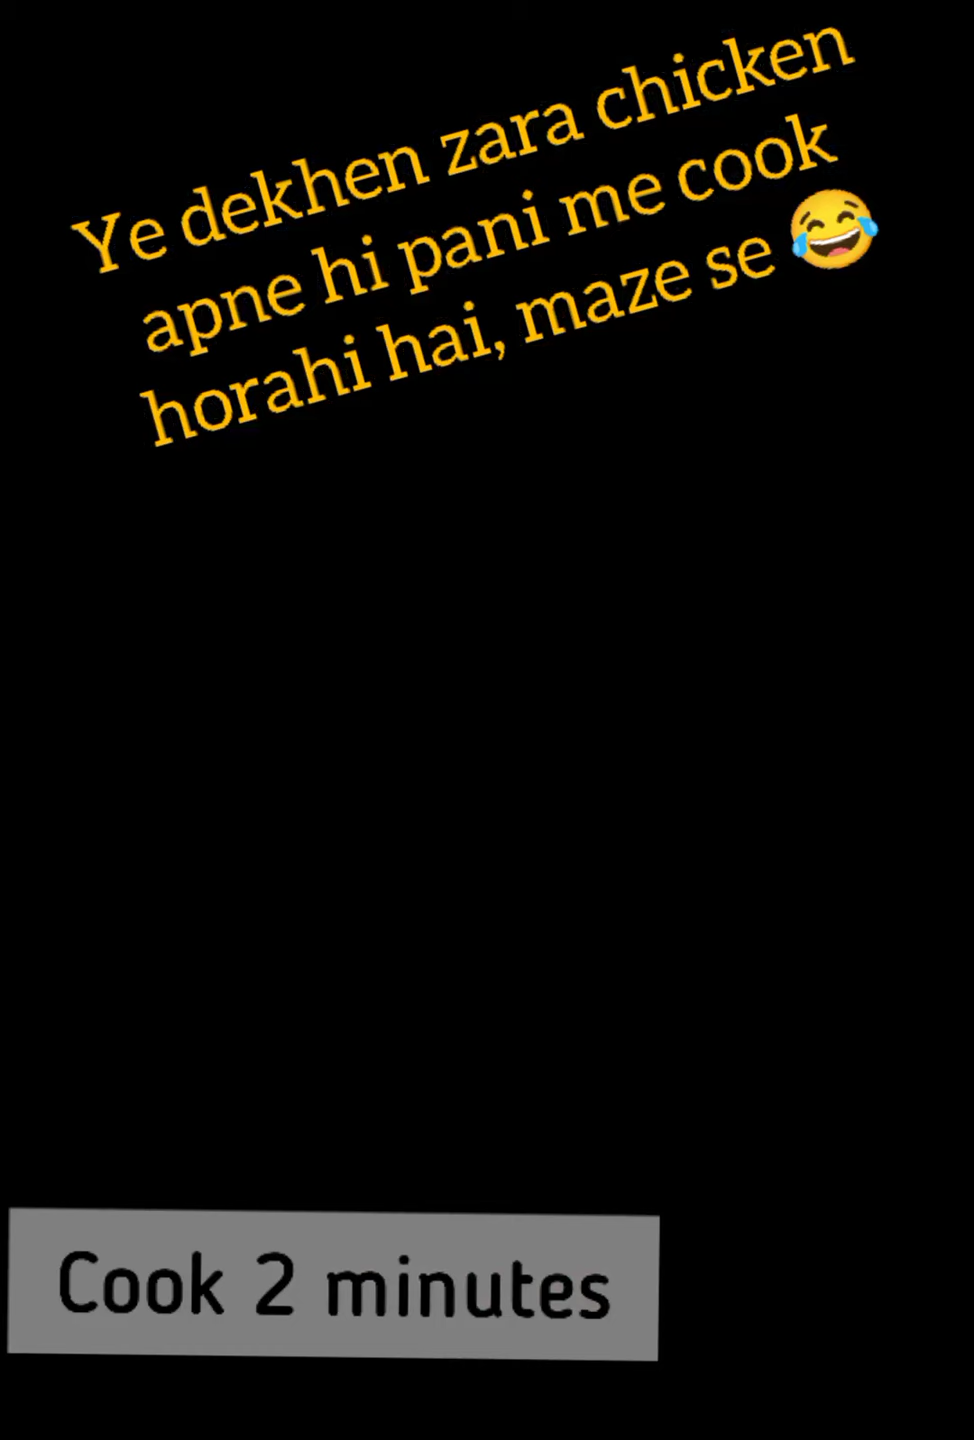 Ye dekhen zara chicken
apne hi pani me cook
horahi hai, maze se 😂
Cook 2 minutes